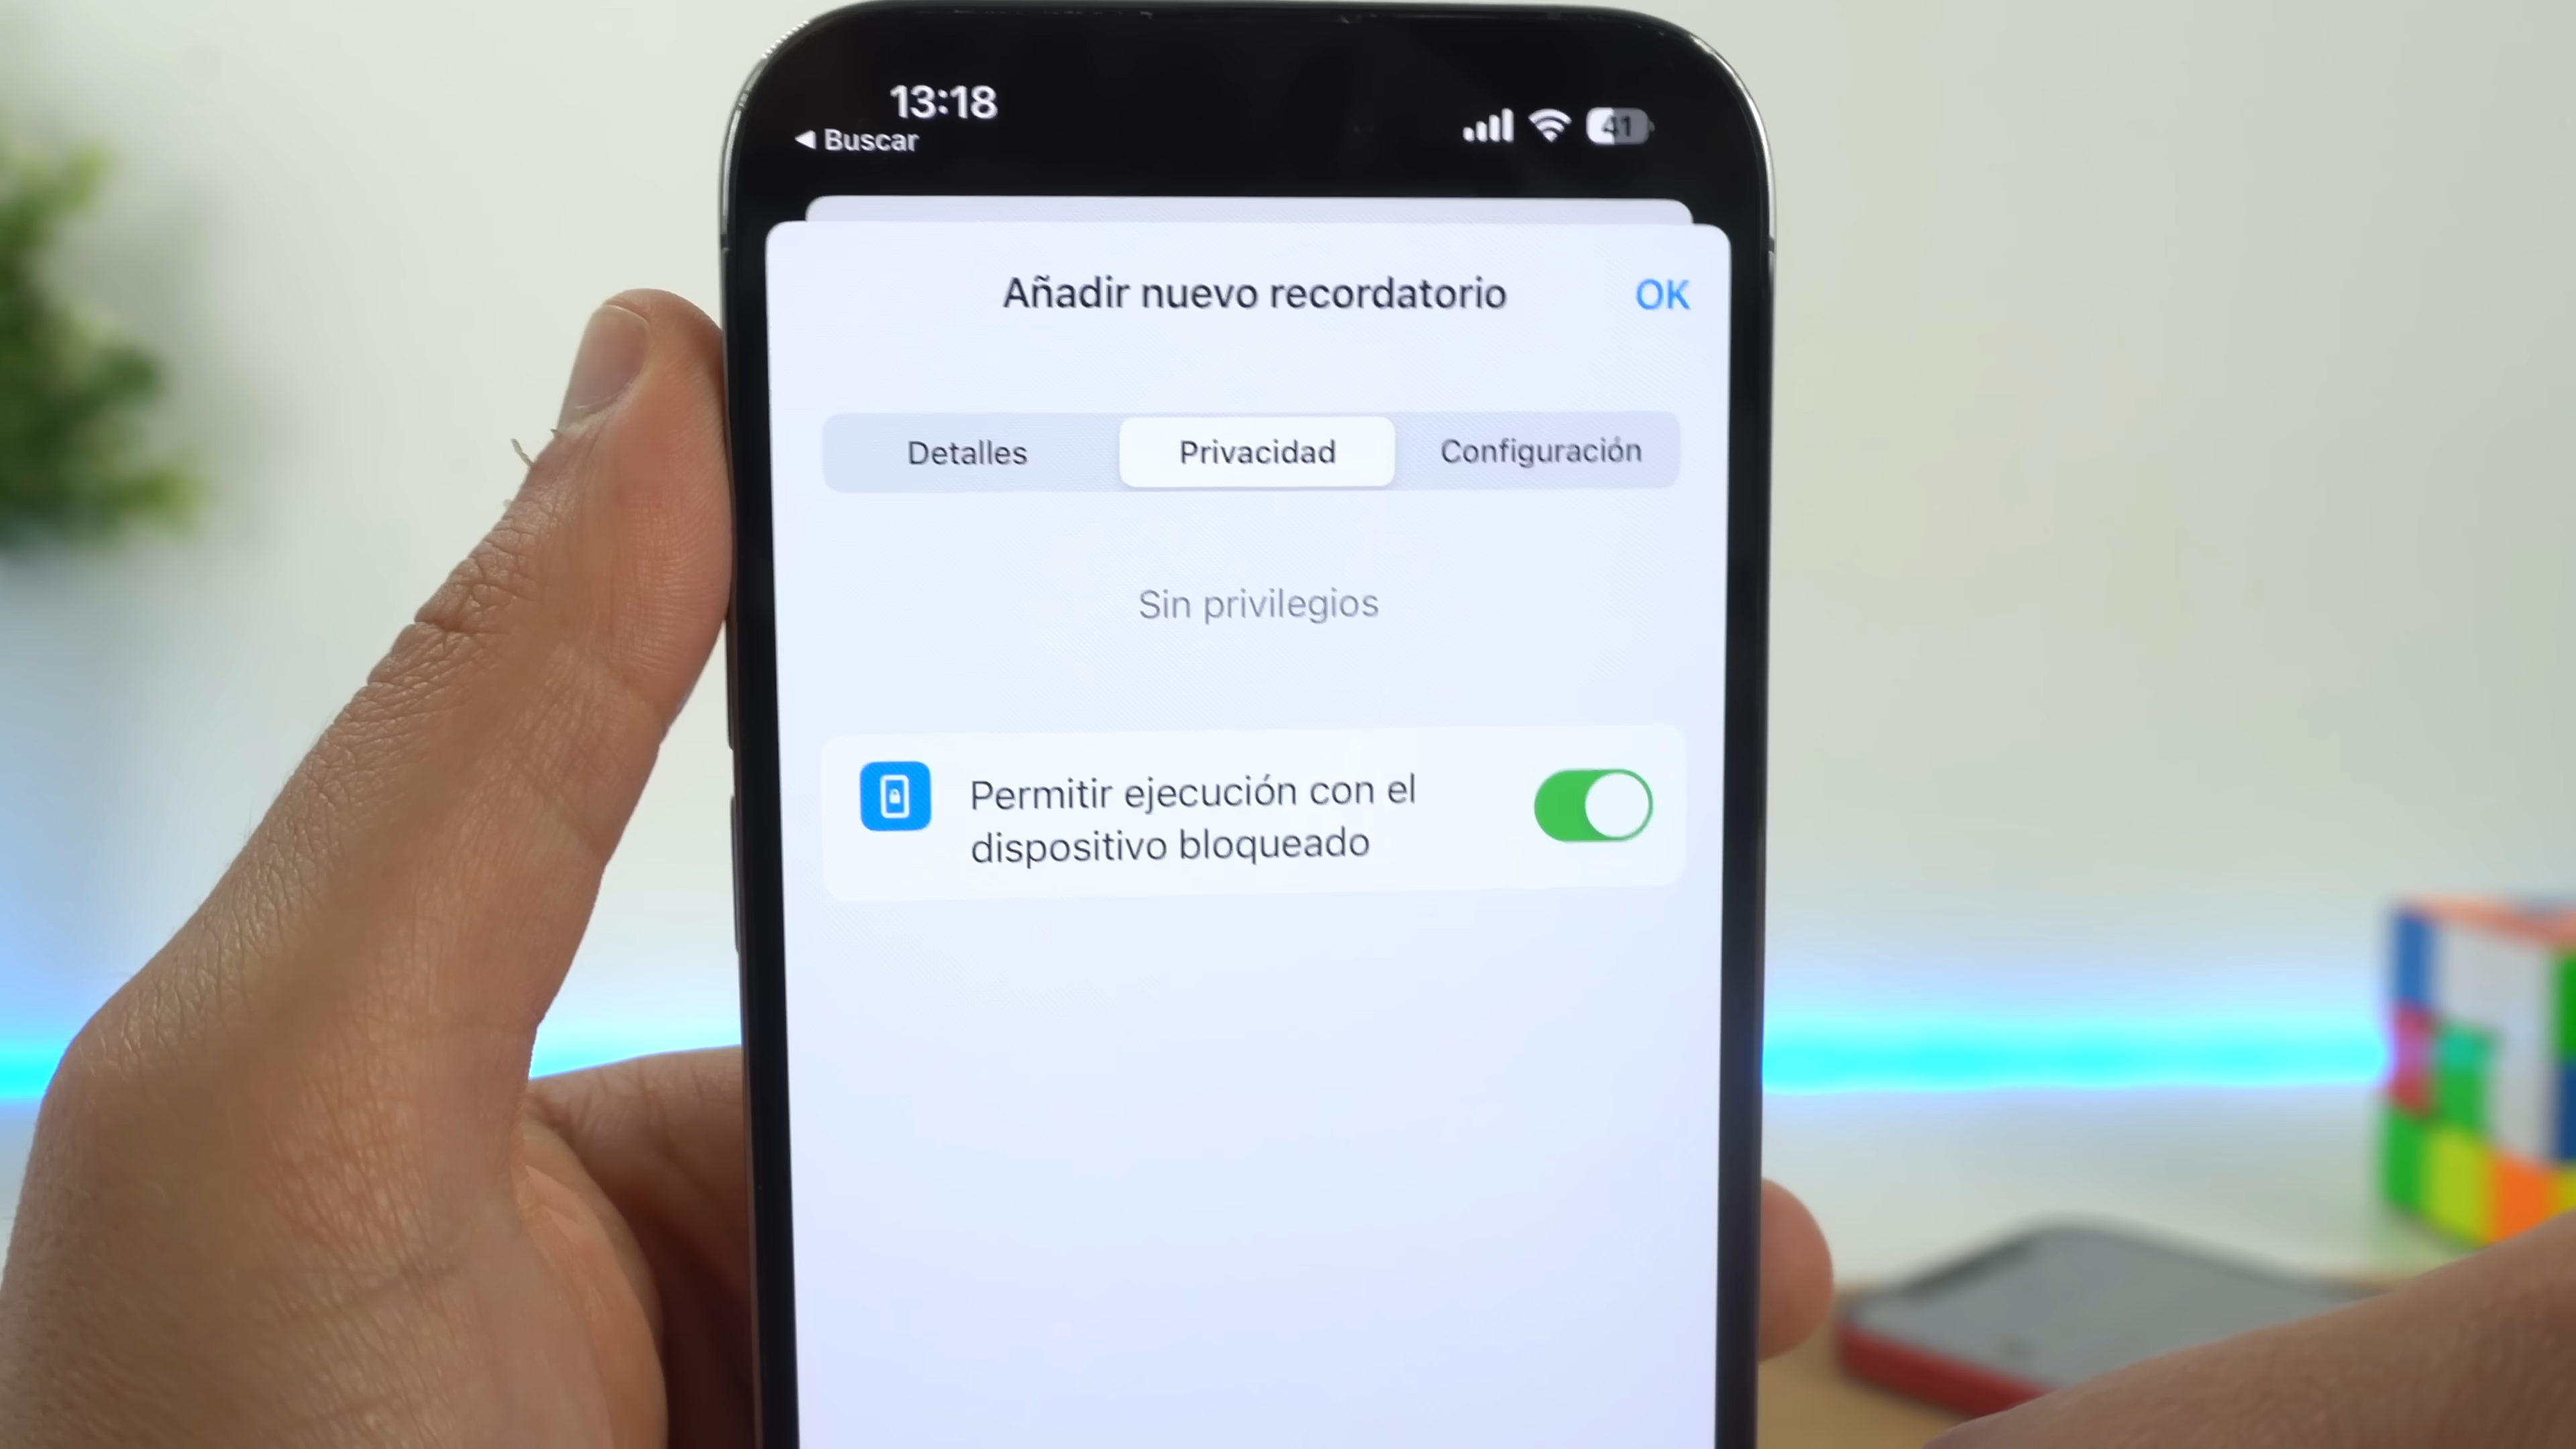 13:18
◀ Buscar
41
Añadir nuevo recordatorio
OK
Detalles
Privacidad
Configuración
Sin privilegios
Permitir ejecución con el
dispositivo bloqueado